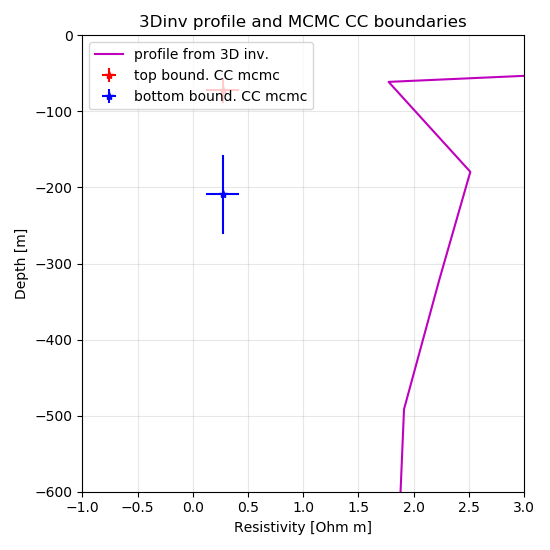 3Dinv profile and MCMC CC boundaries
profile from 3D inv.
top bound. CC mcmc
bottom bound. CC mcmc
0
−100
−200
−300
−400
−500
−600
Depth [m]
−1.0 −0.5 0.0 0.5 1.0 1.5 2.0 2.5 3.0
Resistivity [Ohm m]